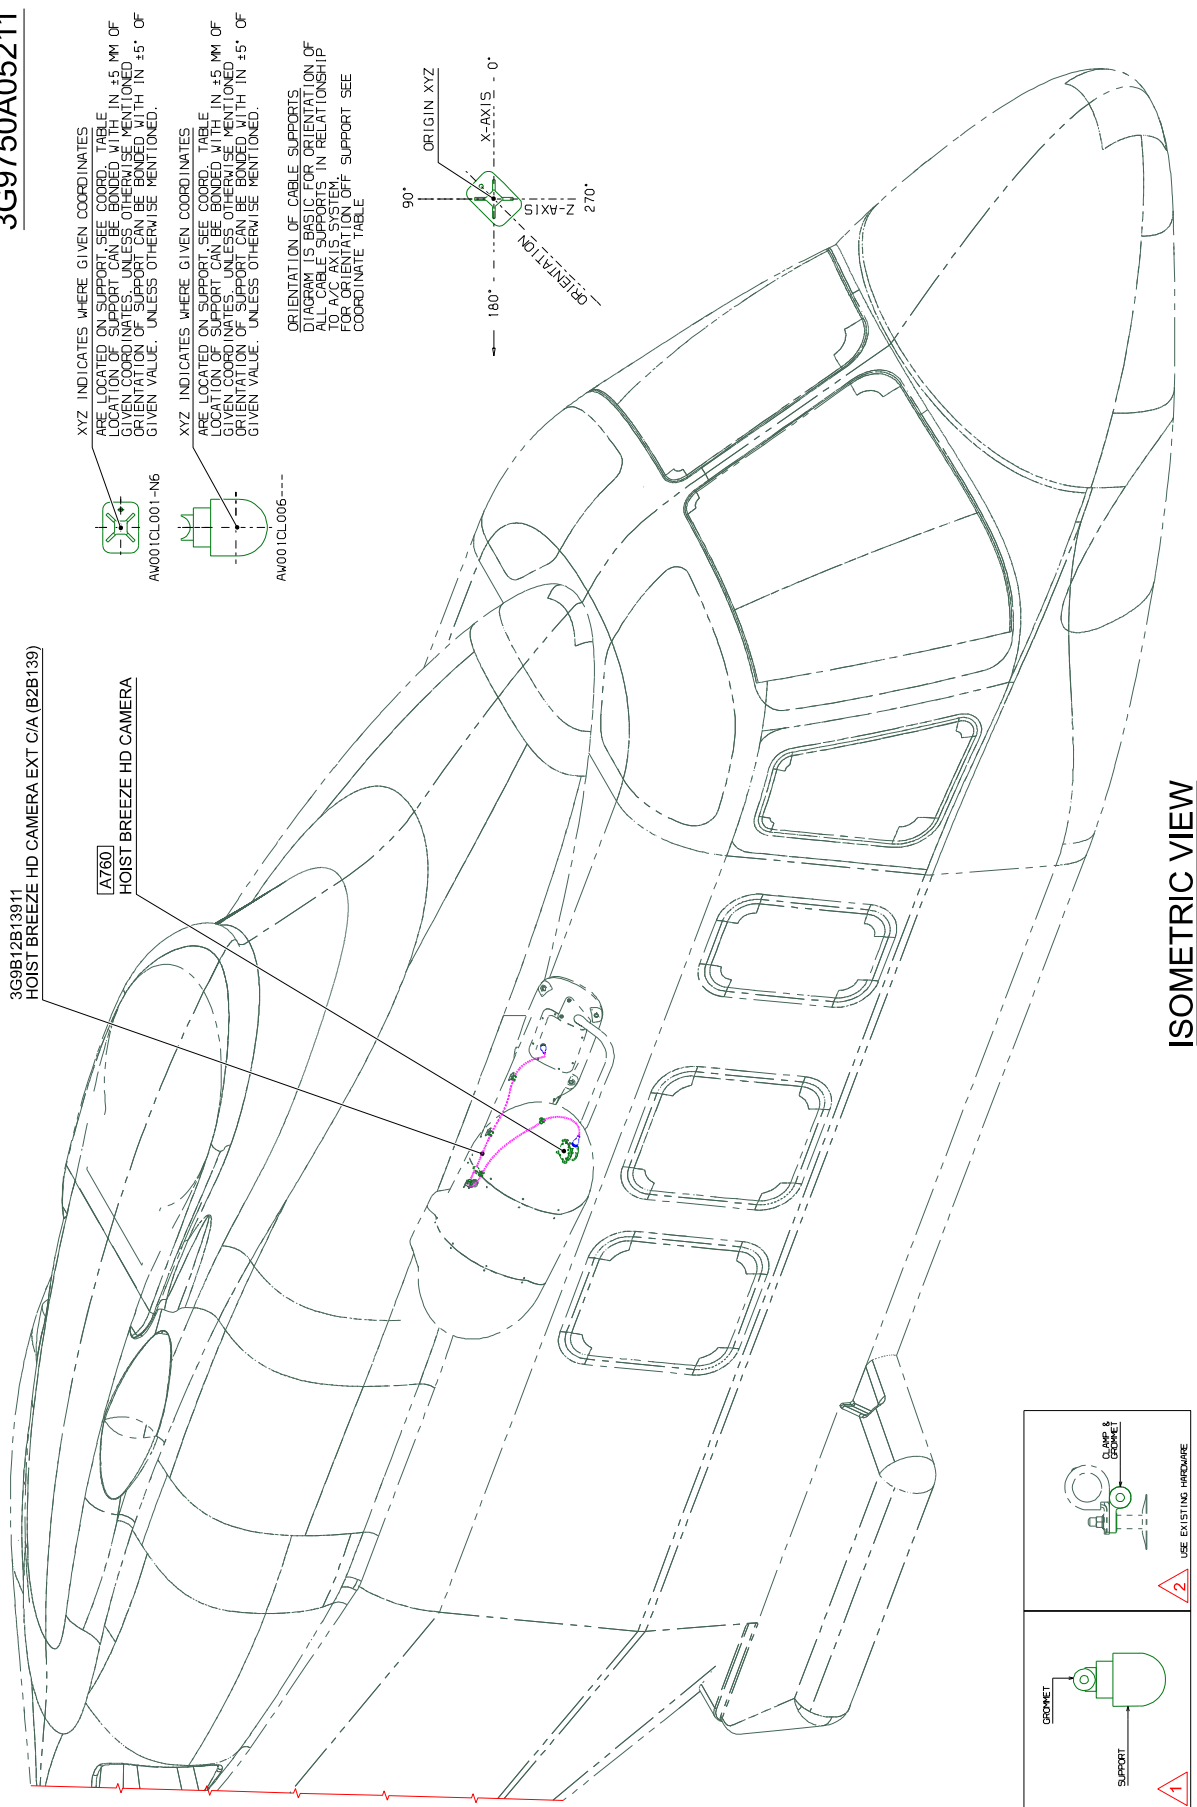 3G9750A05211
XYZ INDICATES WHERE GIVEN COORDINATES
ARE LOCATED ON SUPPORT. SEE COORD. TABLE
LOCATION OF SUPPORT CAN BE BONDED WITH IN ±5 MM OF
GIVEN COORDINATES. UNLESS OTHERWISE MENTIONED
ORIENTATION OF SUPPORT CAN BE BONDED WITH IN ±5° OF
GIVEN VALUE. UNLESS OTHERWISE MENTIONED.
AW001CL001-N6
XYZ INDICATES WHERE GIVEN COORDINATES
ARE LOCATED ON SUPPORT. SEE COORD. TABLE
LOCATION OF SUPPORT CAN BE BONDED WITH IN ±5 MM OF
GIVEN COORDINATES. UNLESS OTHERWISE MENTIONED
ORIENTATION OF SUPPORT CAN BE BONDED WITH IN ±5° OF
GIVEN VALUE. UNLESS OTHERWISE MENTIONED.
AW001CL006---
ORIENTATION OF CABLE SUPPORTS
DIAGRAM IS BASIC FOR ORIENTATION OF
ALL CABLE SUPPORTS IN RELATIONSHIP
TO A/C AXIS SYSTEM.
FOR ORIENTATION OFF SUPPORT SEE
COORDINATE TABLE
ORIGIN XYZ
90°
X-AXIS - 0°
180°
Z-AXIS
270°
ORIENTATION
3G9B12B13911
HOIST BREEZE HD CAMERA EXT C/A (B2B139)
A760
HOIST BREEZE HD CAMERA
ISOMETRIC VIEW
GROMMET
SUPPORT
1
CLAMP &
GROMMET
2
USE EXISTING HARDWARE